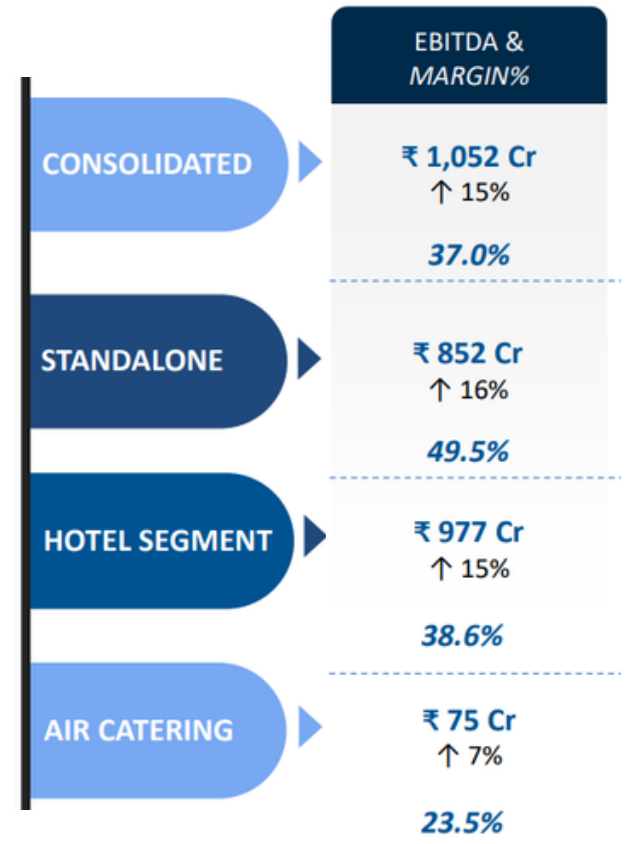 EBITDA &
MARGIN%
CONSOLIDATED
₹ 1,052 Cr
↑ 15%
37.0%
STANDALONE
₹ 852 Cr
↑ 16%
49.5%
HOTEL SEGMENT
₹ 977 Cr
↑ 15%
38.6%
AIR CATERING
₹ 75 Cr
↑ 7%
23.5%